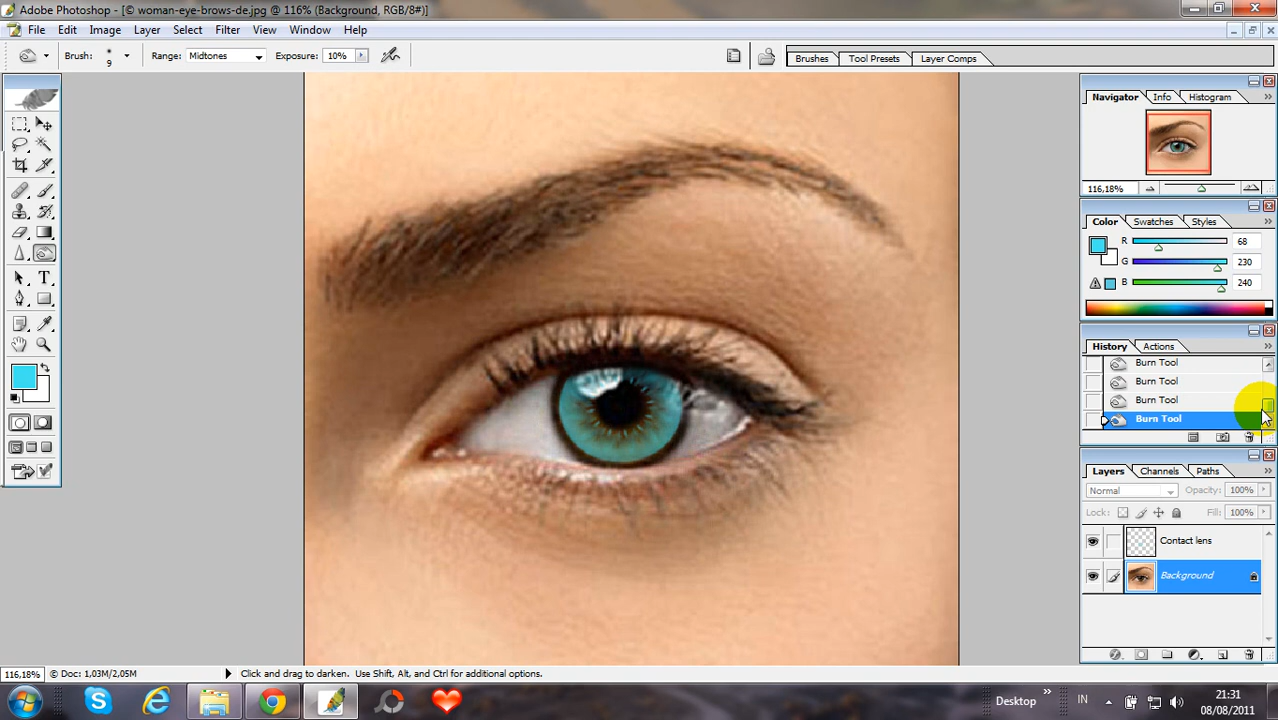 Adobe Photoshop - [© woman-eye-brows-de.jpg @ 116% (Background, RGB/8#)]
File Edit Image Layer Select Filter View Window Help
Brush: 9 Range: Midtones Exposure: 10% Brushes Tool Presets Layer Comps
Navigator Info Histogram
116,18%
Color Swatches Styles
R 68
G 230
B 240
History Actions
Burn Tool
Burn Tool
Burn Tool
Burn Tool
Layers Channels Paths
Normal Opacity: 100%
Lock: Fill: 100%
Contact lens
Background
T
116,18% © Doc: 1,03M/2,05M Click and drag to darken. Use Shift, Alt, and Ctrl for additional options.
Desktop » IN 21:31
08/08/2011